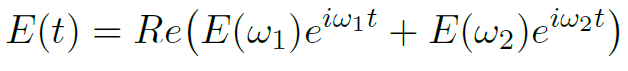 E(t) = Re(E(ω₁)e^{iω₁t} + E(ω₂)e^{iω₂t})